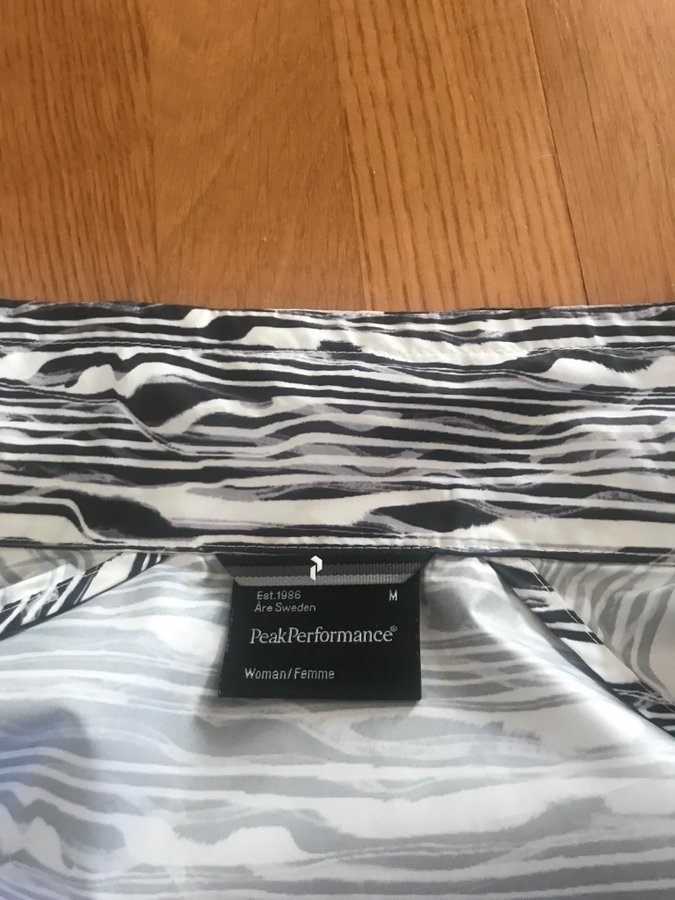 Est.1986 M
Åre Sweden
PeakPerformance®
Woman/Femme